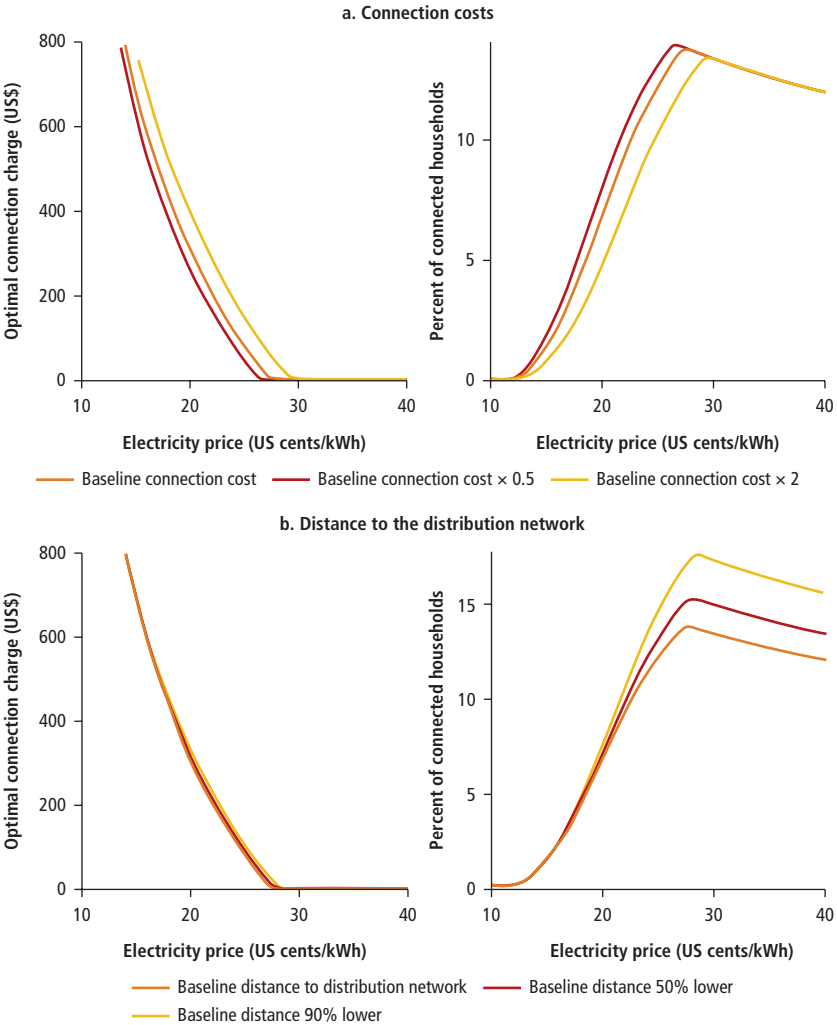 a. Connection costs
Optimal connection charge (US$)
800
600
400
200
0
10 20 30 40
Electricity price (US cents/kWh)
Percent of connected households
10
5
0
10 20 30 40
Electricity price (US cents/kWh)
Baseline connection cost Baseline connection cost × 0.5 Baseline connection cost × 2
b. Distance to the distribution network
Optimal connection charge (US$)
800
600
400
200
0
10 20 30 40
Electricity price (US cents/kWh)
Percent of connected households
15
10
5
0
10 20 30 40
Electricity price (US cents/kWh)
Baseline distance to distribution network Baseline distance 50% lower
Baseline distance 90% lower